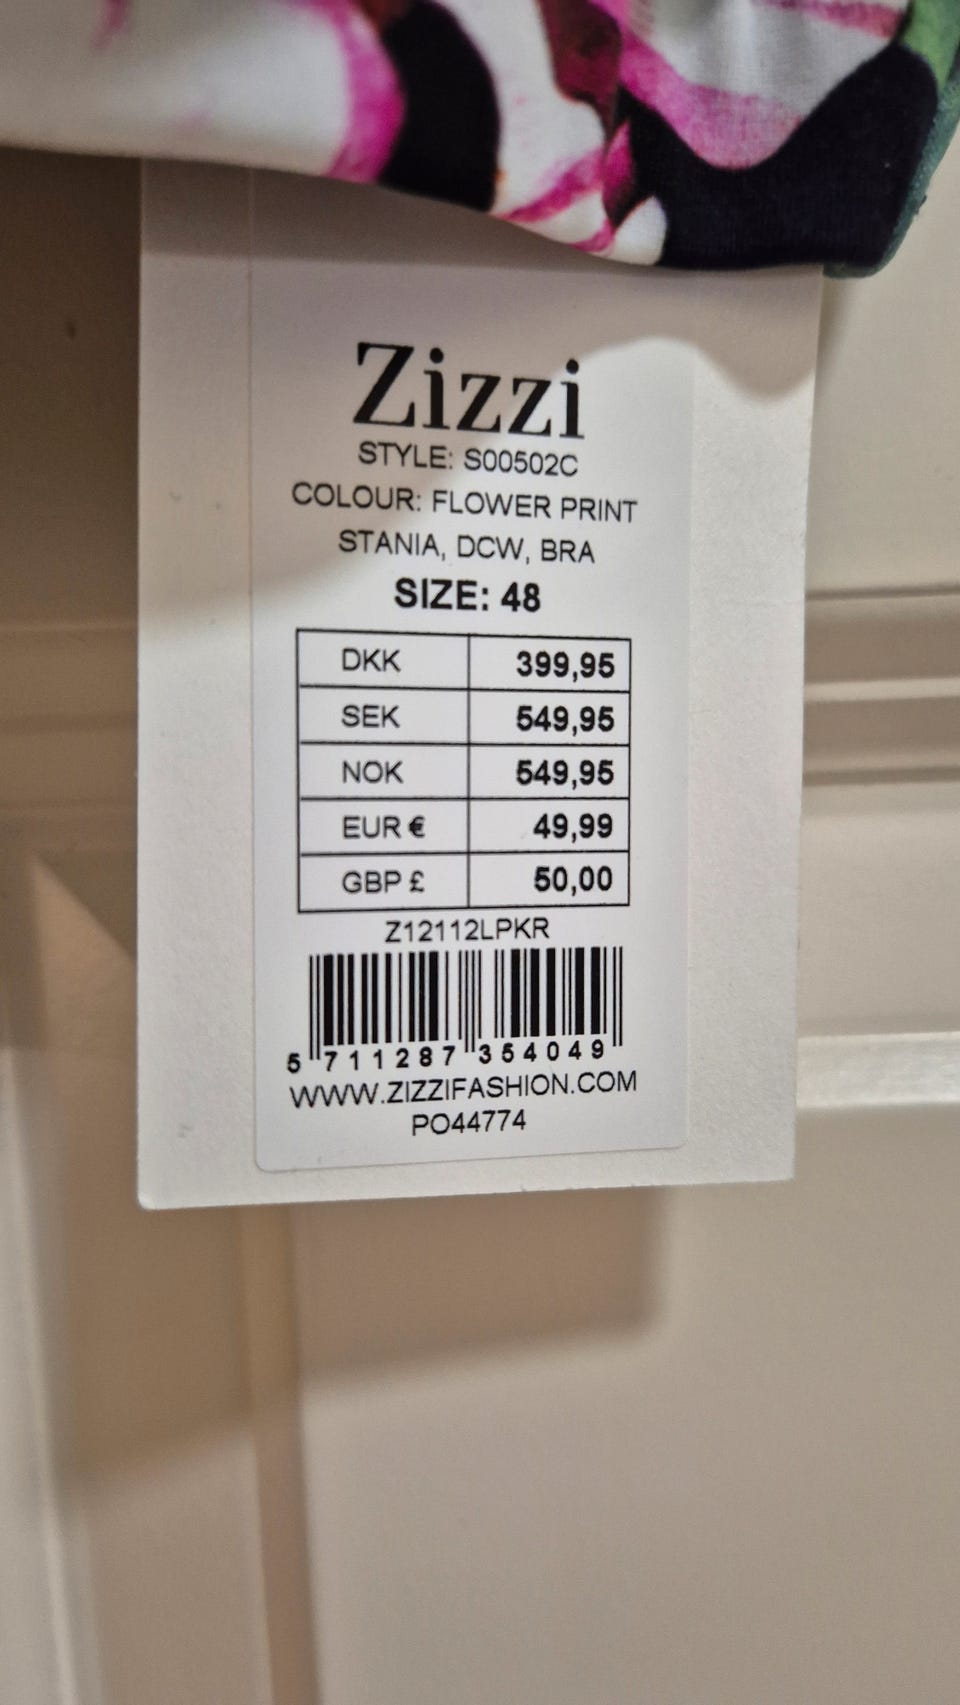 Zizzi
STYLE: S00502C
COLOUR: FLOWER PRINT
STANIA, DCW, BRA
SIZE: 48
DKK 399,95
SEK 549,95
NOK 549,95
EUR € 49,99
GBP £ 50,00
Z12112LPKR
5 711287 354049
WWW.ZIZZIFASHION.COM
PO44774